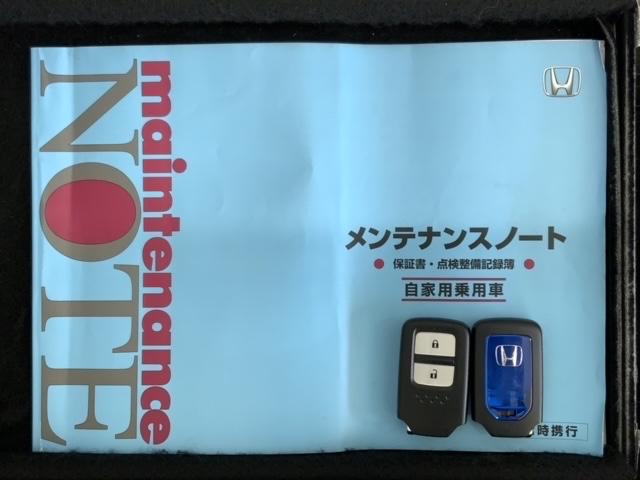 maintenance
NOTE
メンテナンスノート
● 保証書・点検整備記録簿 ●
自家用乗用車
時携行